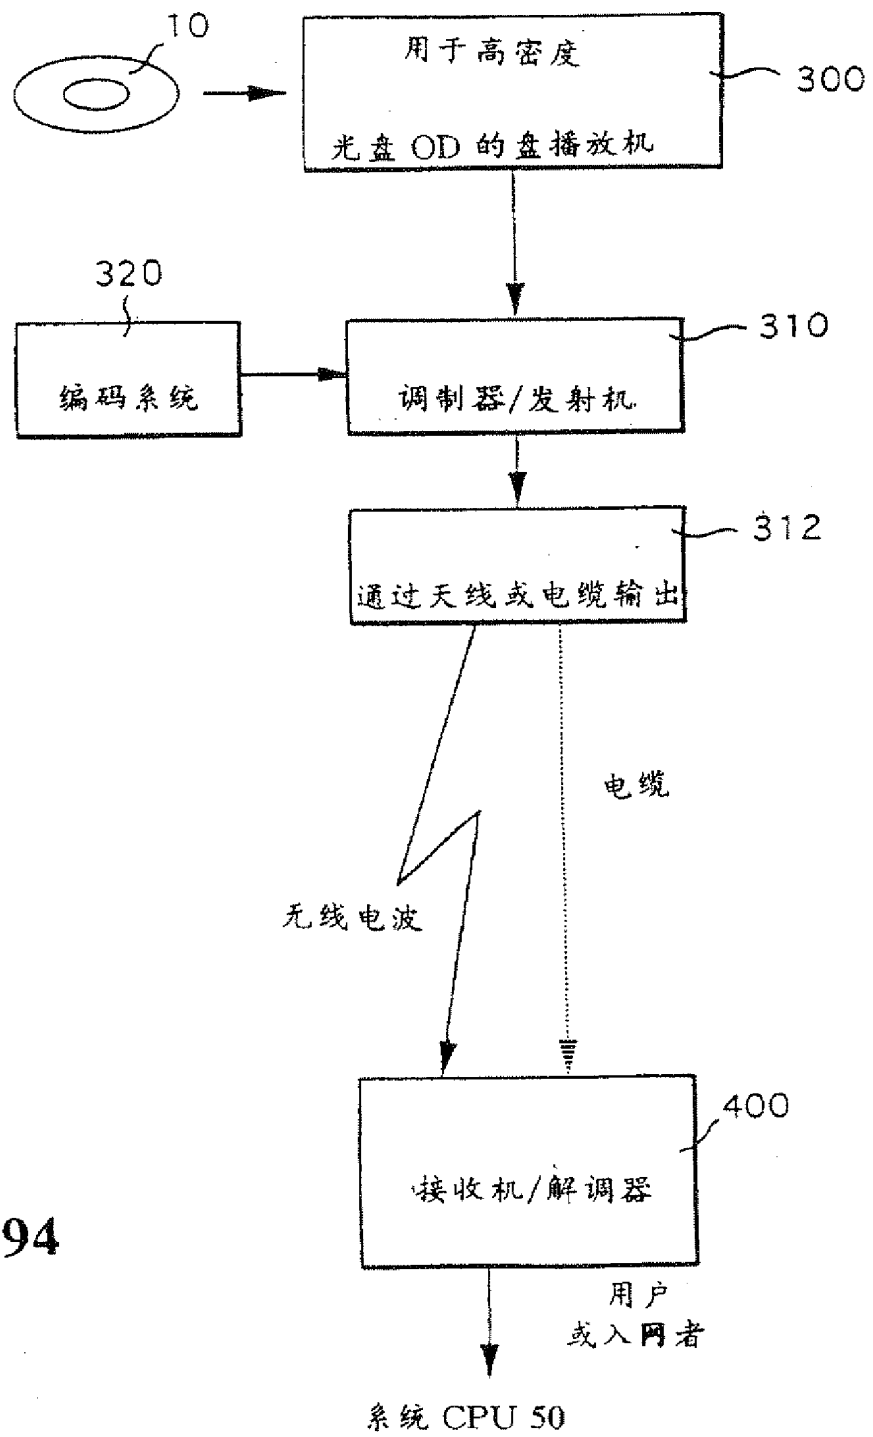 10
用于高密度
300
光盘OD的盘播放机
320
310
编码系统
调制器/发射机
312
通过天线或电缆输出
电缆
无线电波
400
接收机/解调器
94
用户
或入网者
系统 CPU 50